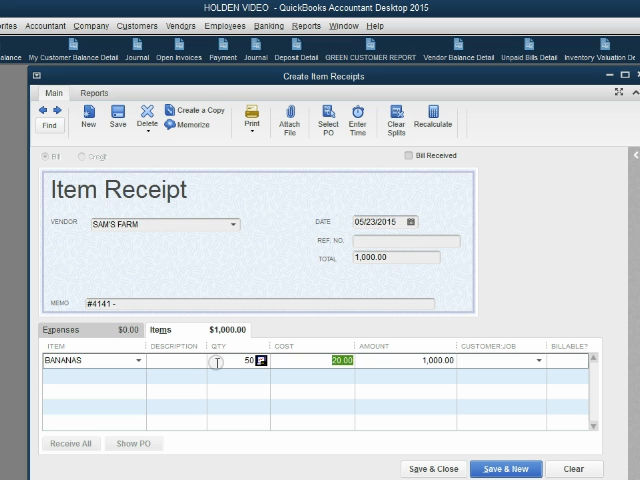 HOLDEN VIDEO - QuickBooks Accountant Desktop 2015
rites Accountant Company Customers Vendors Employees Banking Reports Window Help
alance My Customer Balance Detail Journal Open Invoices Payment Journal Deposit Detail GREEN CUSTOMER REPORT Vendor Balance Detail Unpaid Bills Detail Inventory Valuation De
Create Item Receipts
Main Reports
Find New Save Delete Create a Copy
Memorize
Print Attach File Select PO Enter Time Clear Splits Recalculate
Bill Credit Bill Received
Item Receipt
VENDOR SAM'S FARM DATE 05/23/2015
REF. NO.
TOTAL 1,000.00
MEMO #4141 -
Expenses $0.00 Items $1,000.00
ITEM DESCRIPTION QTY COST AMOUNT CUSTOMER:JOB BILLABLE?
BANANAS 50 20.00 1,000.00
Receive All Show PO
Save & Close Save & New Clear